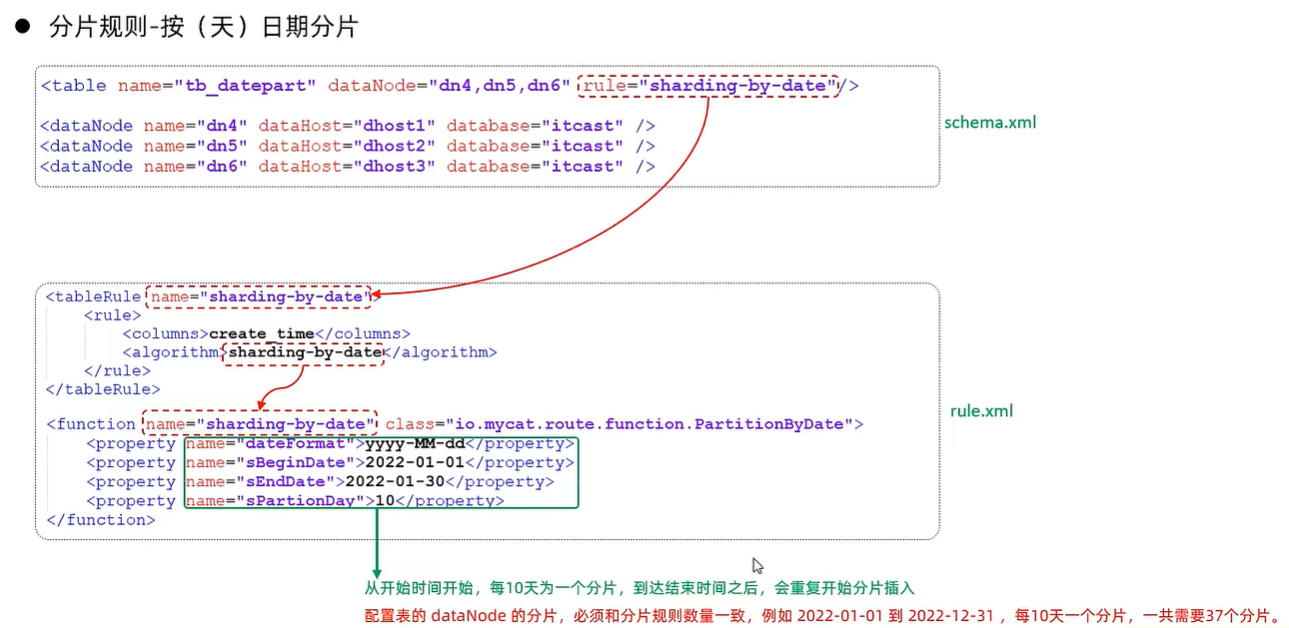 ● 分片规则-按（天）日期分片
<table name="tb_datepart" dataNode="dn4,dn5,dn6" rule="sharding-by-date"/>
<dataNode name="dn4" dataHost="dhost1" database="itcast" />
<dataNode name="dn5" dataHost="dhost2" database="itcast" />
<dataNode name="dn6" dataHost="dhost3" database="itcast" />
schema.xml
<tableRule name="sharding-by-date">
<rule>
<columns>create_time</columns>
<algorithm>sharding-by-date</algorithm>
</rule>
</tableRule>
<function name="sharding-by-date" class="io.mycat.route.function.PartitionByDate">
<property name="dateFormat">yyyy-MM-dd</property>
<property name="sBeginDate">2022-01-01</property>
<property name="sEndDate">2022-01-30</property>
<property name="sPartionDay">10</property>
</function>
rule.xml
从开始时间开始，每10天为一个分片，到达结束时间之后，会重复开始分片插入
配置表的 dataNode 的分片，必须和分片规则数量一致，例如 2022-01-01 到 2022-12-31 ，每10天一个分片，一共需要37个分片。